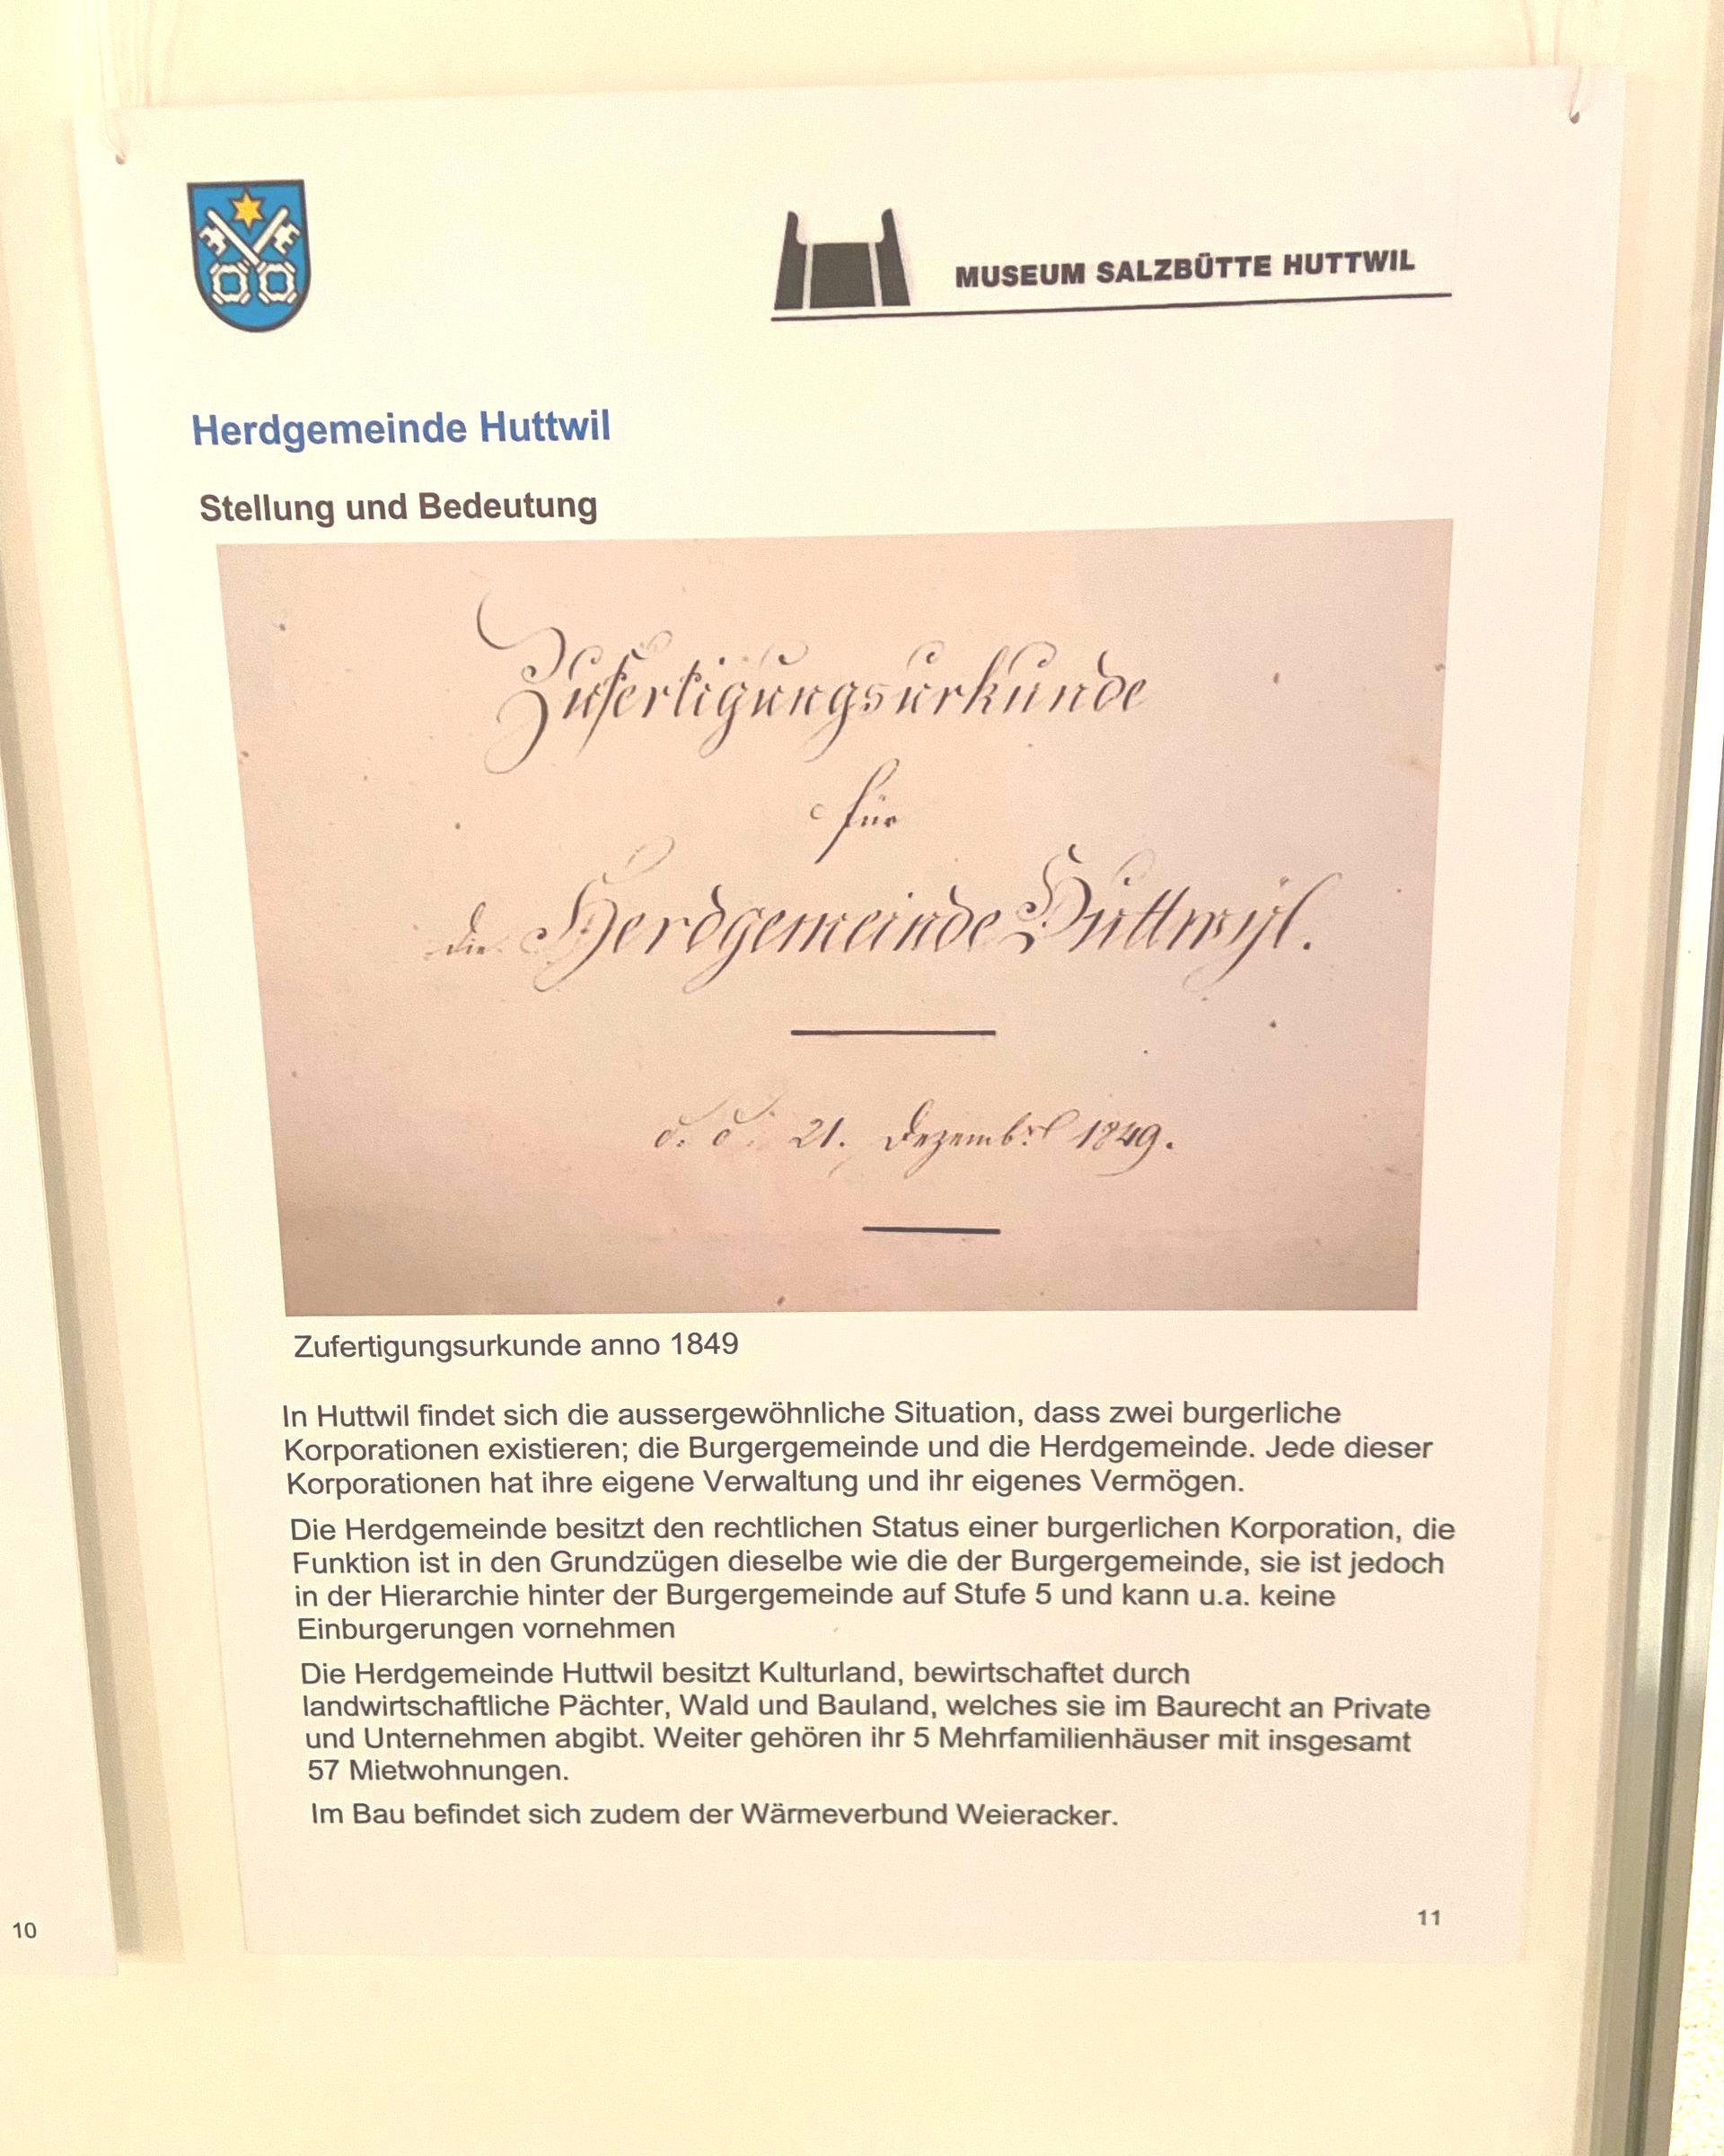 MUSEUM SALZBÜTTE HUTTWIL
Herdgemeinde Huttwil
Stellung und Bedeutung
Zufertigungsurkunde
für
die Herdgemeinde Huttwyl.
d. d. 21. Dezembr 1849.
Zufertigungsurkunde anno 1849
In Huttwil findet sich die aussergewöhnliche Situation, dass zwei burgerliche
Korporationen existieren; die Burgergemeinde und die Herdgemeinde. Jede dieser
Korporationen hat ihre eigene Verwaltung und ihr eigenes Vermögen.
Die Herdgemeinde besitzt den rechtlichen Status einer burgerlichen Korporation, die
Funktion ist in den Grundzügen dieselbe wie die der Burgergemeinde, sie ist jedoch
in der Hierarchie hinter der Burgergemeinde auf Stufe 5 und kann u.a. keine
Einburgerungen vornehmen
Die Herdgemeinde Huttwil besitzt Kulturland, bewirtschaftet durch
landwirtschaftliche Pächter, Wald und Bauland, welches sie im Baurecht an Private
und Unternehmen abgibt. Weiter gehören ihr 5 Mehrfamilienhäuser mit insgesamt
57 Mietwohnungen.
Im Bau befindet sich zudem der Wärmeverbund Weieracker.
10
11